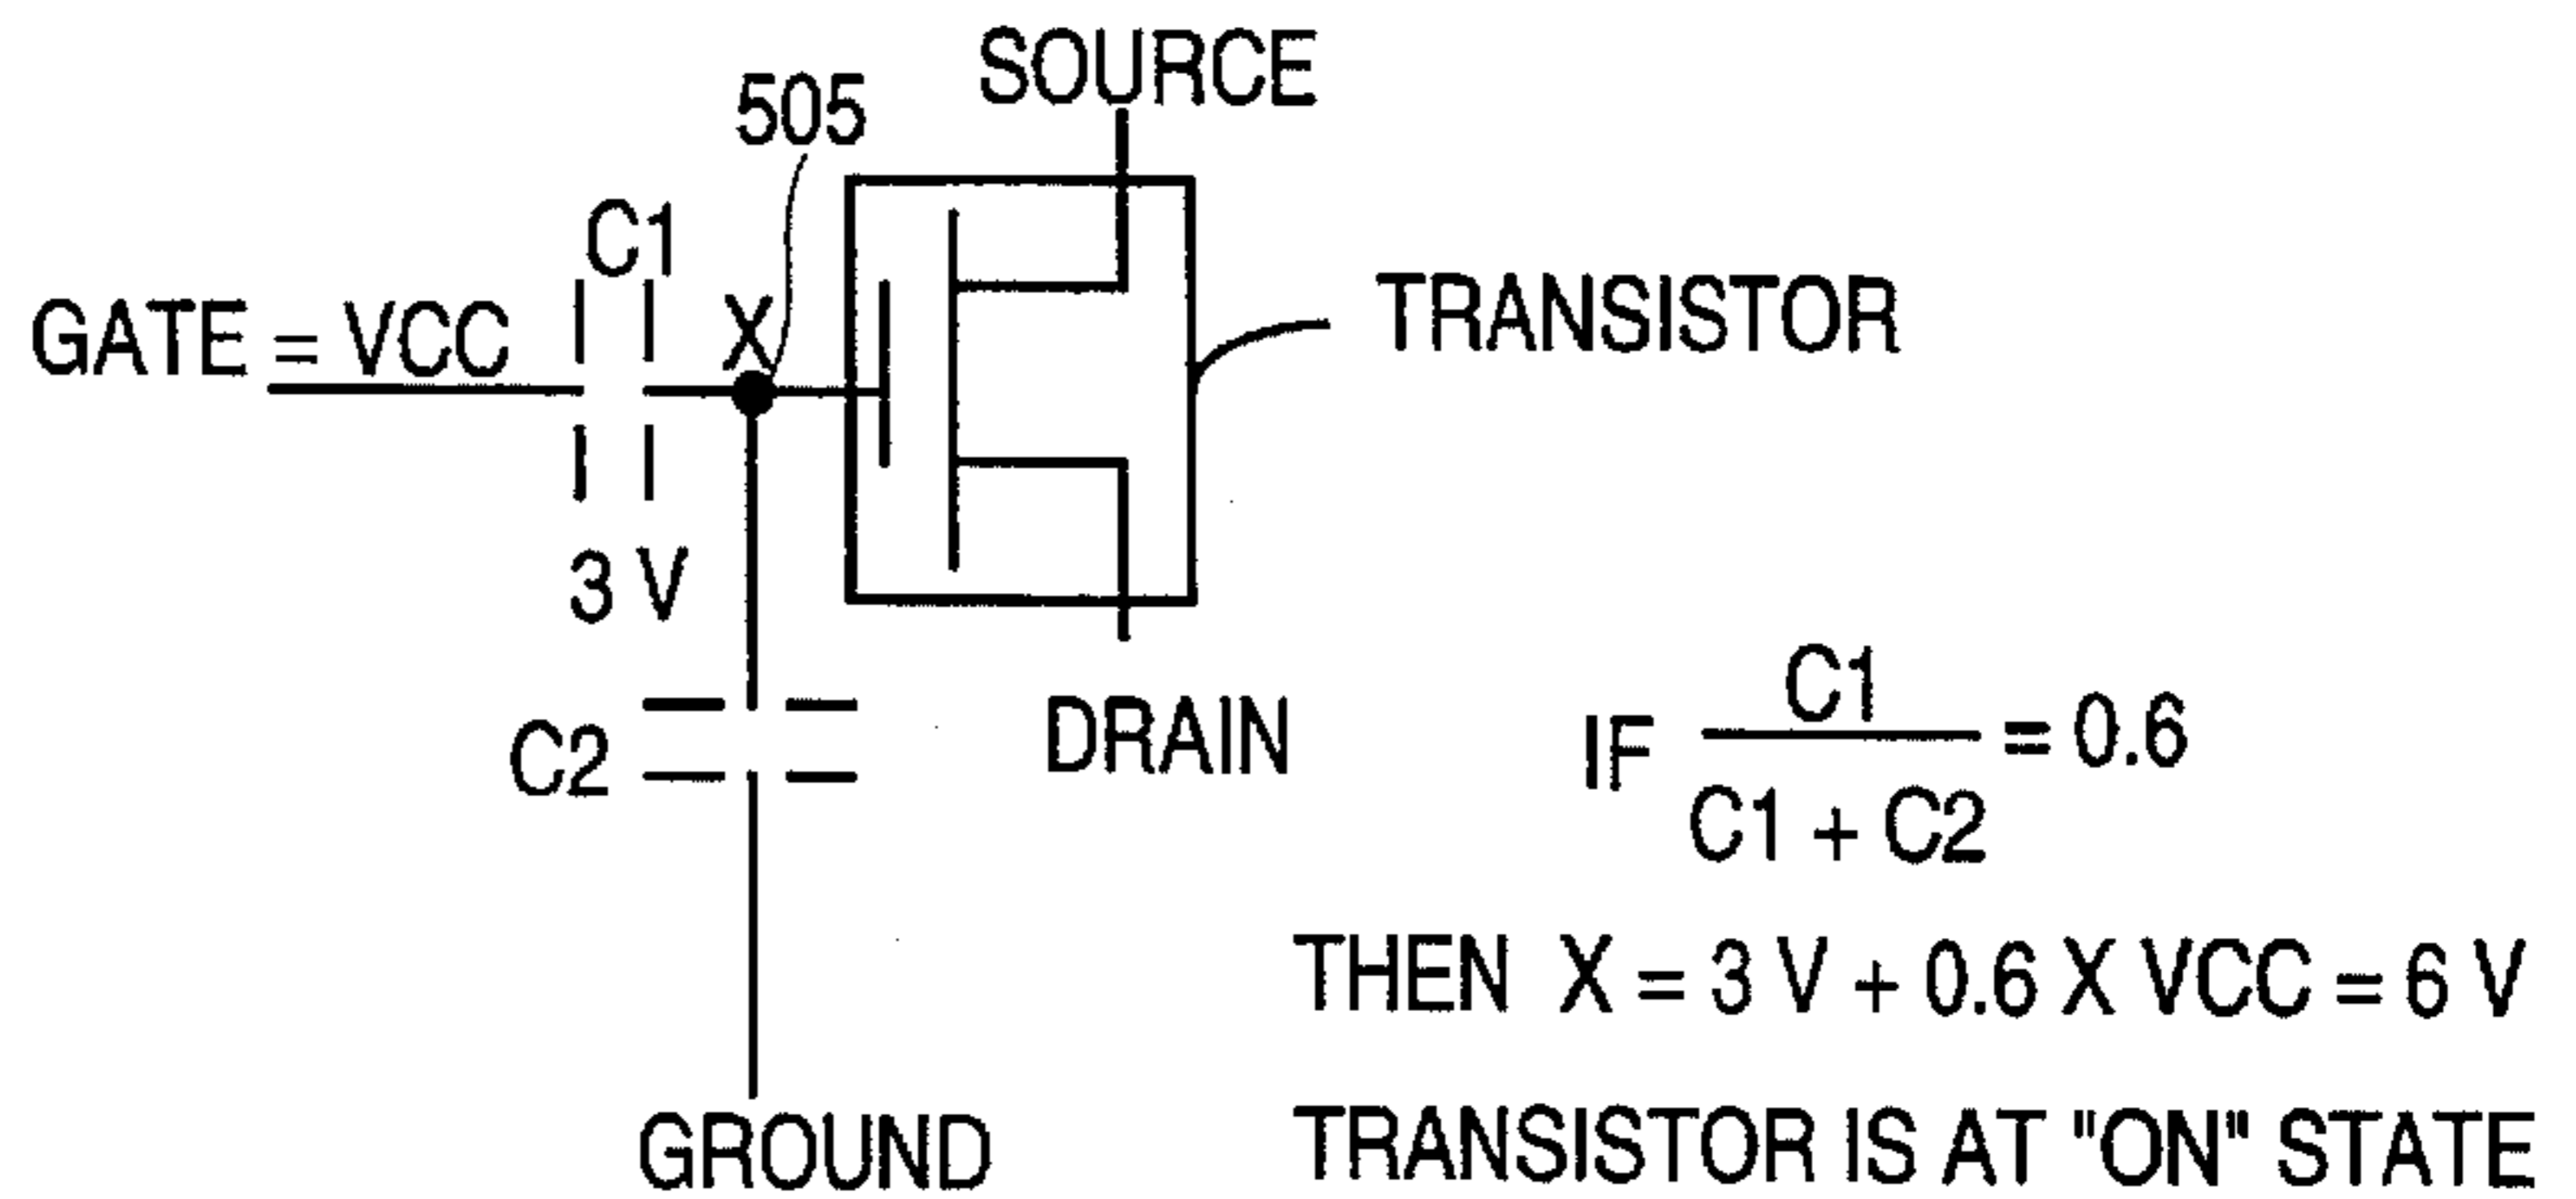 SOURCE
505
C1
GATE = VCC
X
TRANSISTOR
3 V
C2
DRAIN
IF C1 / C1 + C2 = 0.6
THEN X = 3 V + 0.6 X VCC = 6 V
GROUND
TRANSISTOR IS AT "ON" STATE